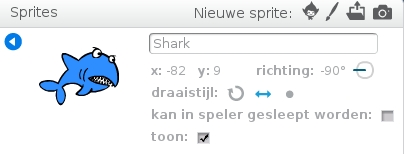 Sprites Nieuwe sprite:
Shark
x: -82 y: 9 richting: -90°
draaistijl:
kan in speler gesleept worden:
toon: